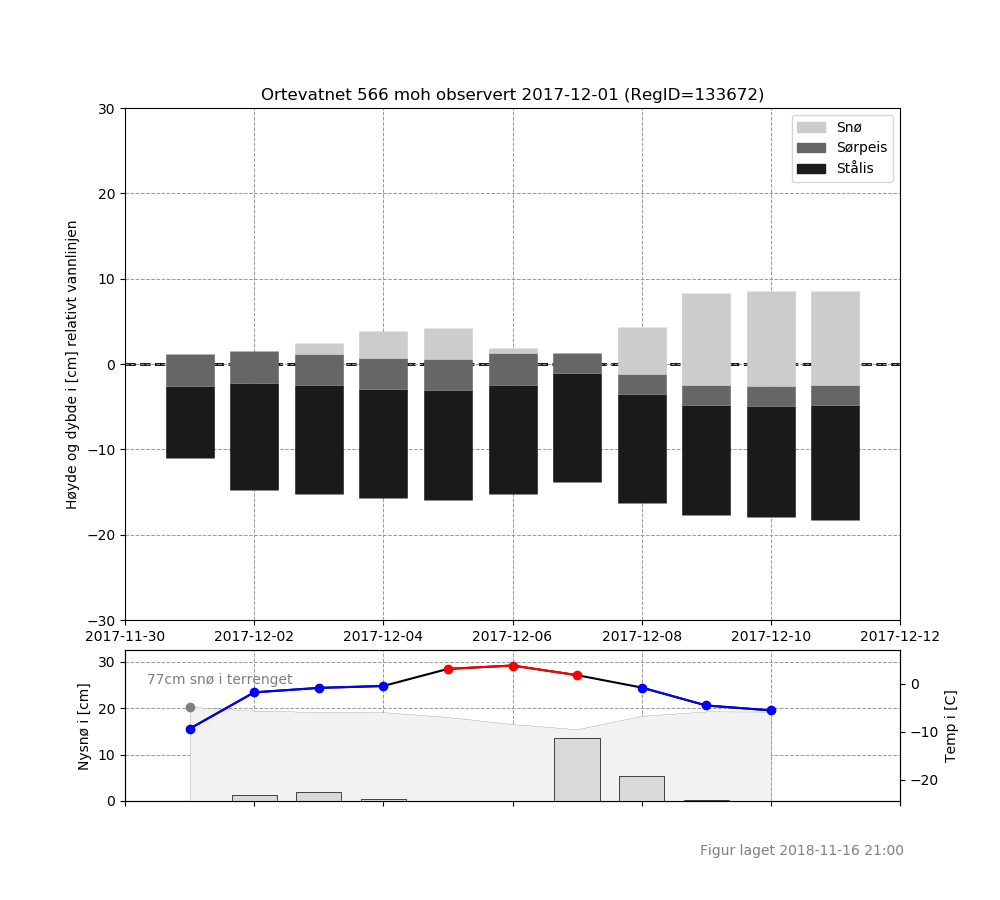 Ortevatnet 566 moh observert 2017-12-01 (RegID=133672)
Snø
Sørpeis
Stålis
Høyde og dybde i [cm] relativt vannlinjen
30
20
10
0
−10
−20
−30
2017-11-30 2017-12-02 2017-12-04 2017-12-06 2017-12-08 2017-12-10 2017-12-12
77cm snø i terrenget
Nysnø i [cm]
30
20
10
0
Temp i [C]
0
−10
−20
Figur laget 2018-11-16 21:00